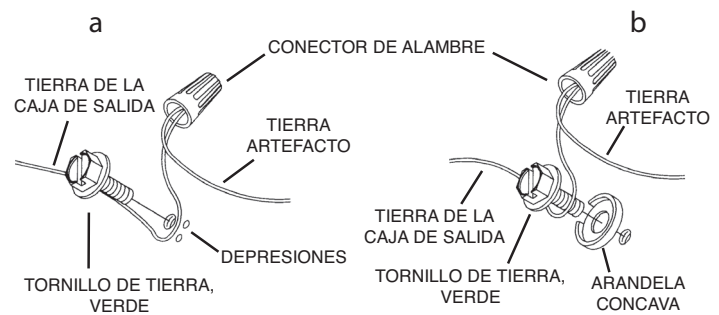 a
b
CONECTOR DE ALAMBRE
TIERRA DE LA
CAJA DE SALIDA
TIERRA
ARTEFACTO
DEPRESIONES
TORNILLO DE TIERRA,
VERDE
TIERRA
ARTEFACTO
TIERRA DE LA
CAJA DE SALIDA
TORNILLO DE TIERRA,
VERDE
ARANDELA
CONCAVA